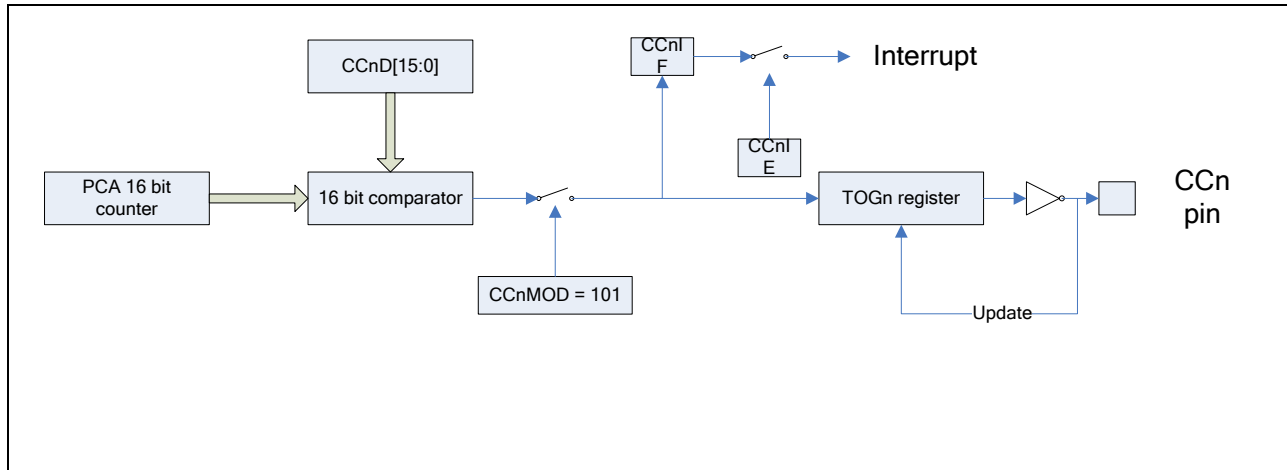 CCnD[15:0]
CCnI
F
Interrupt
CCnI
E
PCA 16 bit
counter
16 bit comparator
TOGn register
CCn
pin
CCnMOD = 101
Update